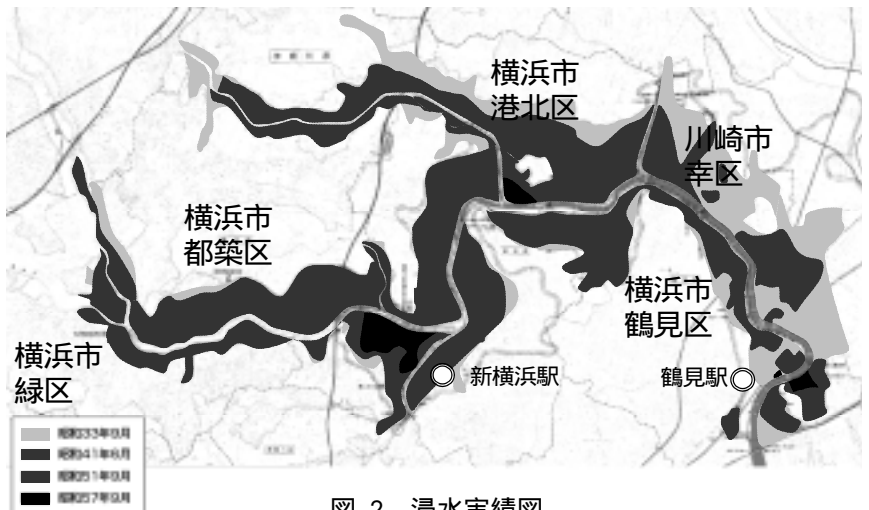 横浜市
港北区
川崎市
幸区
横浜市
都築区
横浜市
鶴見区
横浜市
緑区
新横浜駅
鶴見駅
昭和33年9月
昭和41年6月
昭和51年9月
昭和57年9月
図 2 浸水実績図